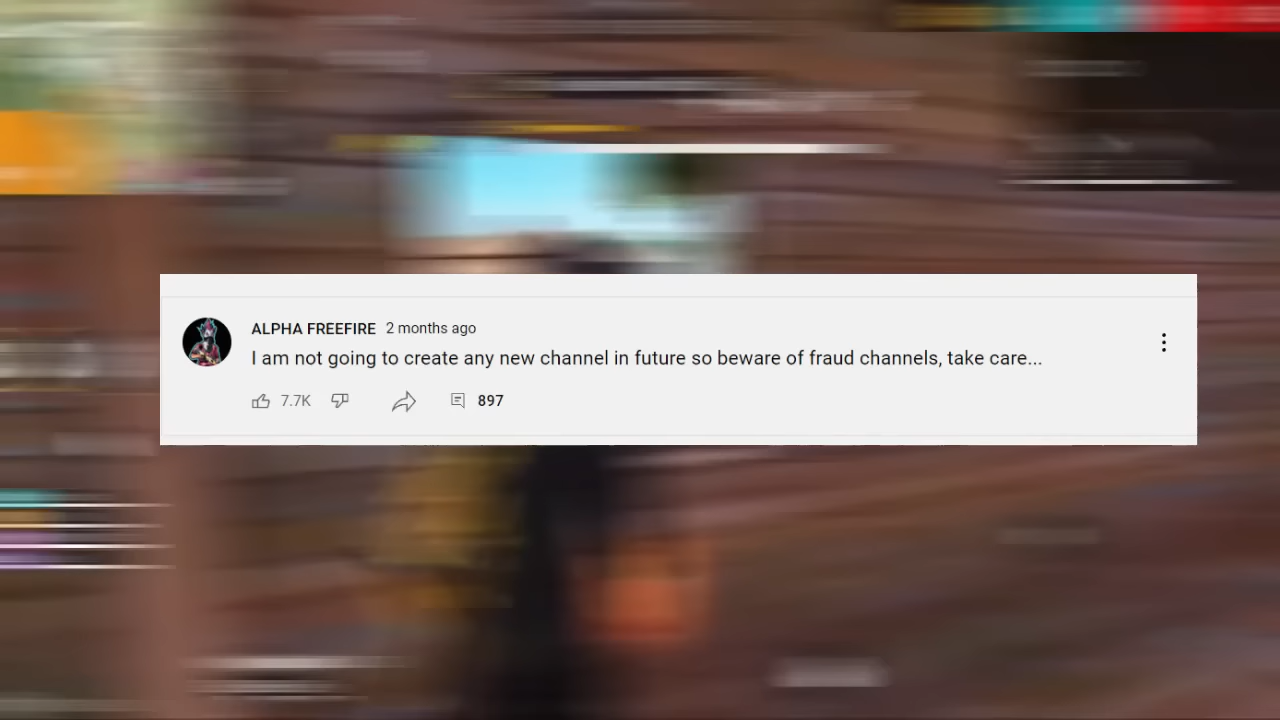 ALPHA FREEFIRE 2 months ago
I am not going to create any new channel in future so beware of fraud channels, take care...
7.7K 897